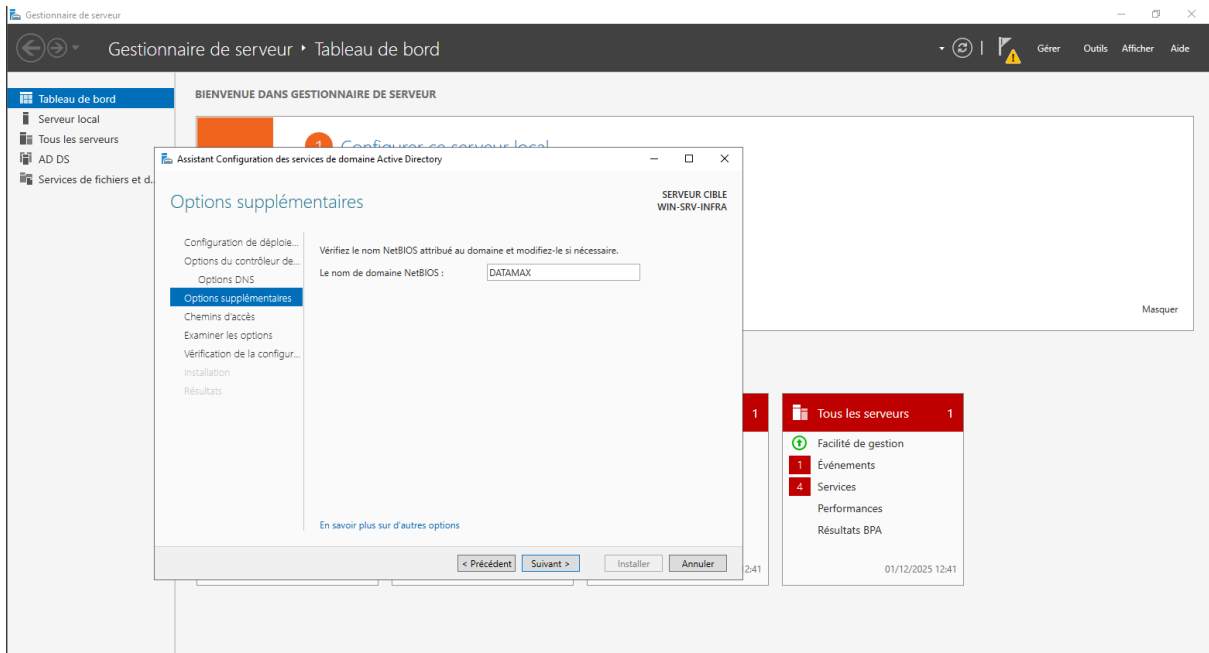 Gestionnaire de serveur
Gestionnaire de serveur ‣ Tableau de bord
Gérer Outils Afficher Aide
Tableau de bord
Serveur local
Tous les serveurs
AD DS
Services de fichiers et d...
BIENVENUE DANS GESTIONNAIRE DE SERVEUR
1 Configurer ce serveur local
Assistant Configuration des services de domaine Active Directory
Options supplémentaires
SERVEUR CIBLE
WIN-SRV-INFRA
Configuration de déploie...
Options du contrôleur de...
Options DNS
Options supplémentaires
Chemins d'accès
Examiner les options
Vérification de la configur...
Installation
Résultats
Vérifiez le nom NetBIOS attribué au domaine et modifiez-le si nécessaire.
Le nom de domaine NetBIOS : DATAMAX
En savoir plus sur d'autres options
< Précédent Suivant > Installer Annuler
Masquer
1
2:41
Tous les serveurs 1
Facilité de gestion
1 Événements
4 Services
Performances
Résultats BPA
01/12/2025 12:41